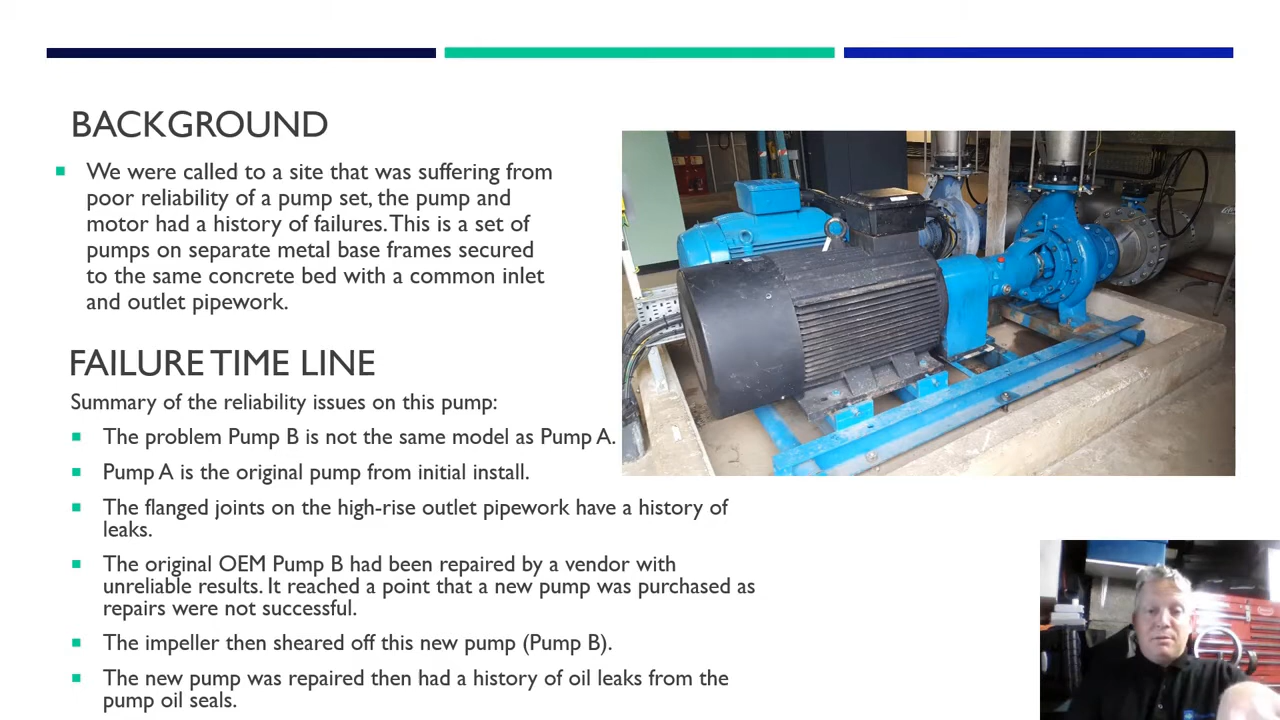 BACKGROUND
We were called to a site that was suffering from
poor reliability of a pump set, the pump and
motor had a history of failures. This is a set of
pumps on separate metal base frames secured
to the same concrete bed with a common inlet
and outlet pipework.
FAILURE TIME LINE
Summary of the reliability issues on this pump:
The problem Pump B is not the same model as Pump A.
Pump A is the original pump from initial install.
The flanged joints on the high-rise outlet pipework have a history of
leaks.
The original OEM Pump B had been repaired by a vendor with
unreliable results. It reached a point that a new pump was purchased as
repairs were not successful.
The impeller then sheared off this new pump (Pump B).
The new pump was repaired then had a history of oil leaks from the
pump oil seals.